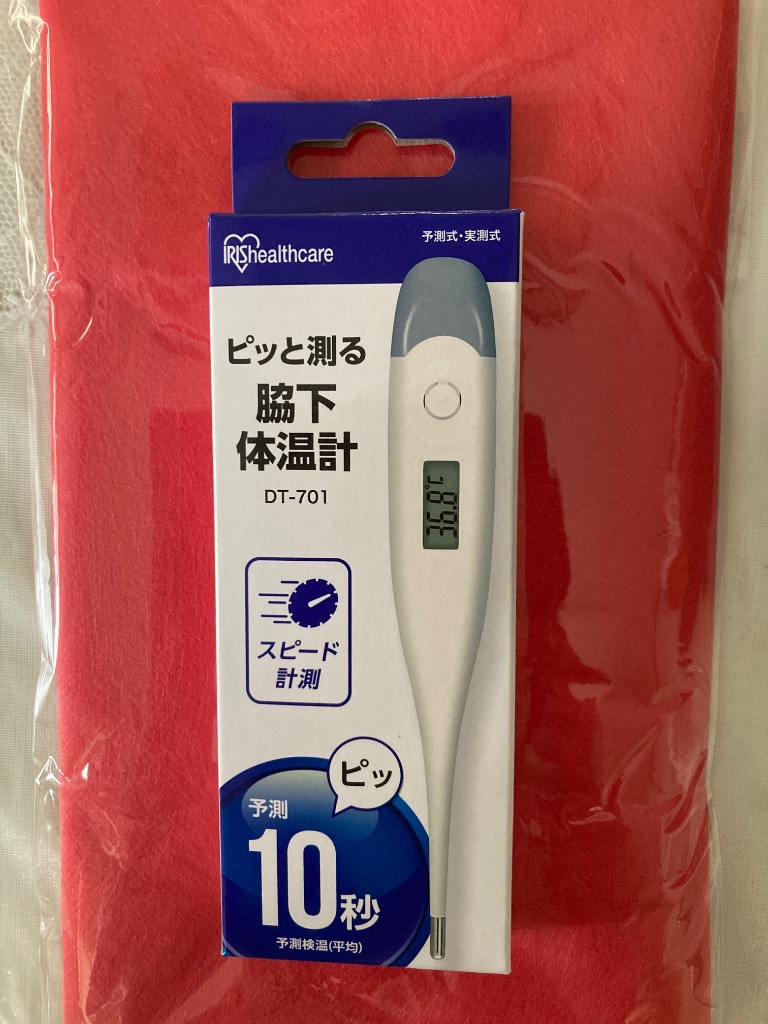 IRIShealthcare
予測式・実測式
ピッと測る
脇下
体温計
DT-701
36.8℃
スピード
計測
ピッ
予測
10秒
予測検温(平均)